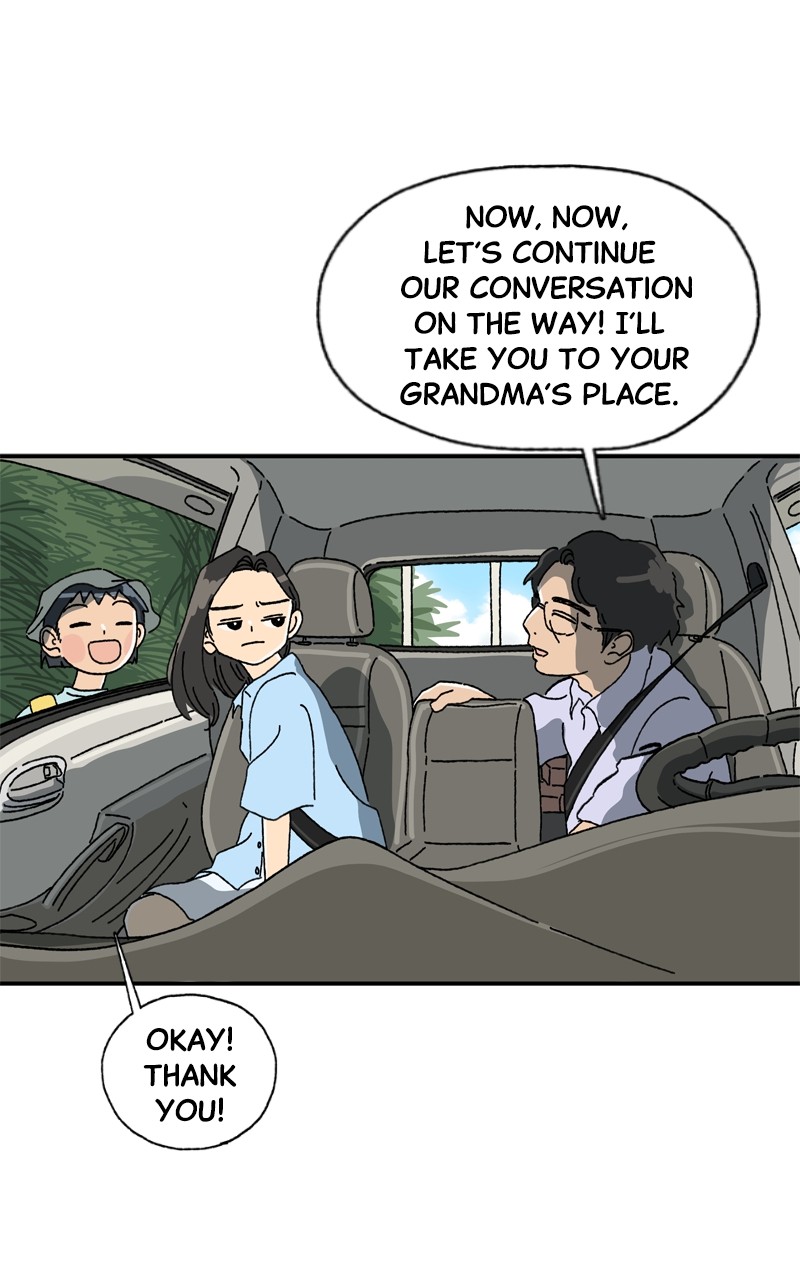 NOW, NOW,
LET'S CONTINUE
OUR CONVERSATION
ON THE WAY! I'LL
TAKE YOU TO YOUR
GRANDMA'S PLACE.
OKAY!
THANK
YOU!